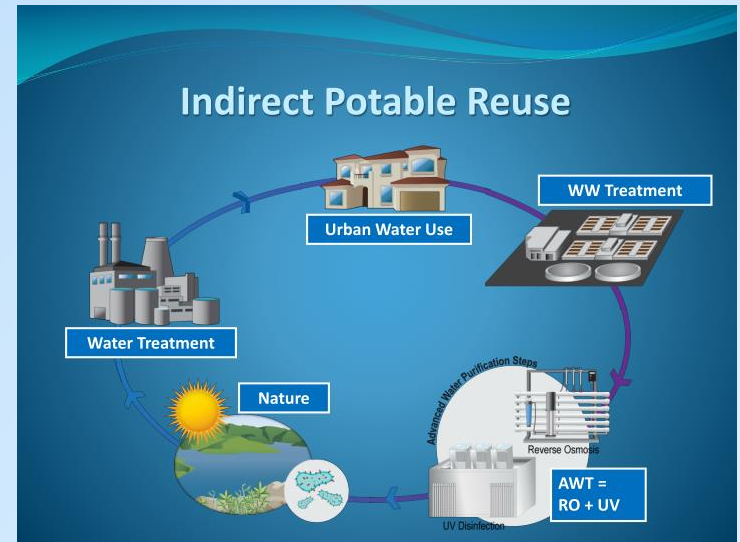 Indirect Potable Reuse
WW Treatment
Urban Water Use
Water Treatment
Advanced Water Purification Steps
Nature
Reverse Osmosis
AWT =
RO + UV
UV Disinfection